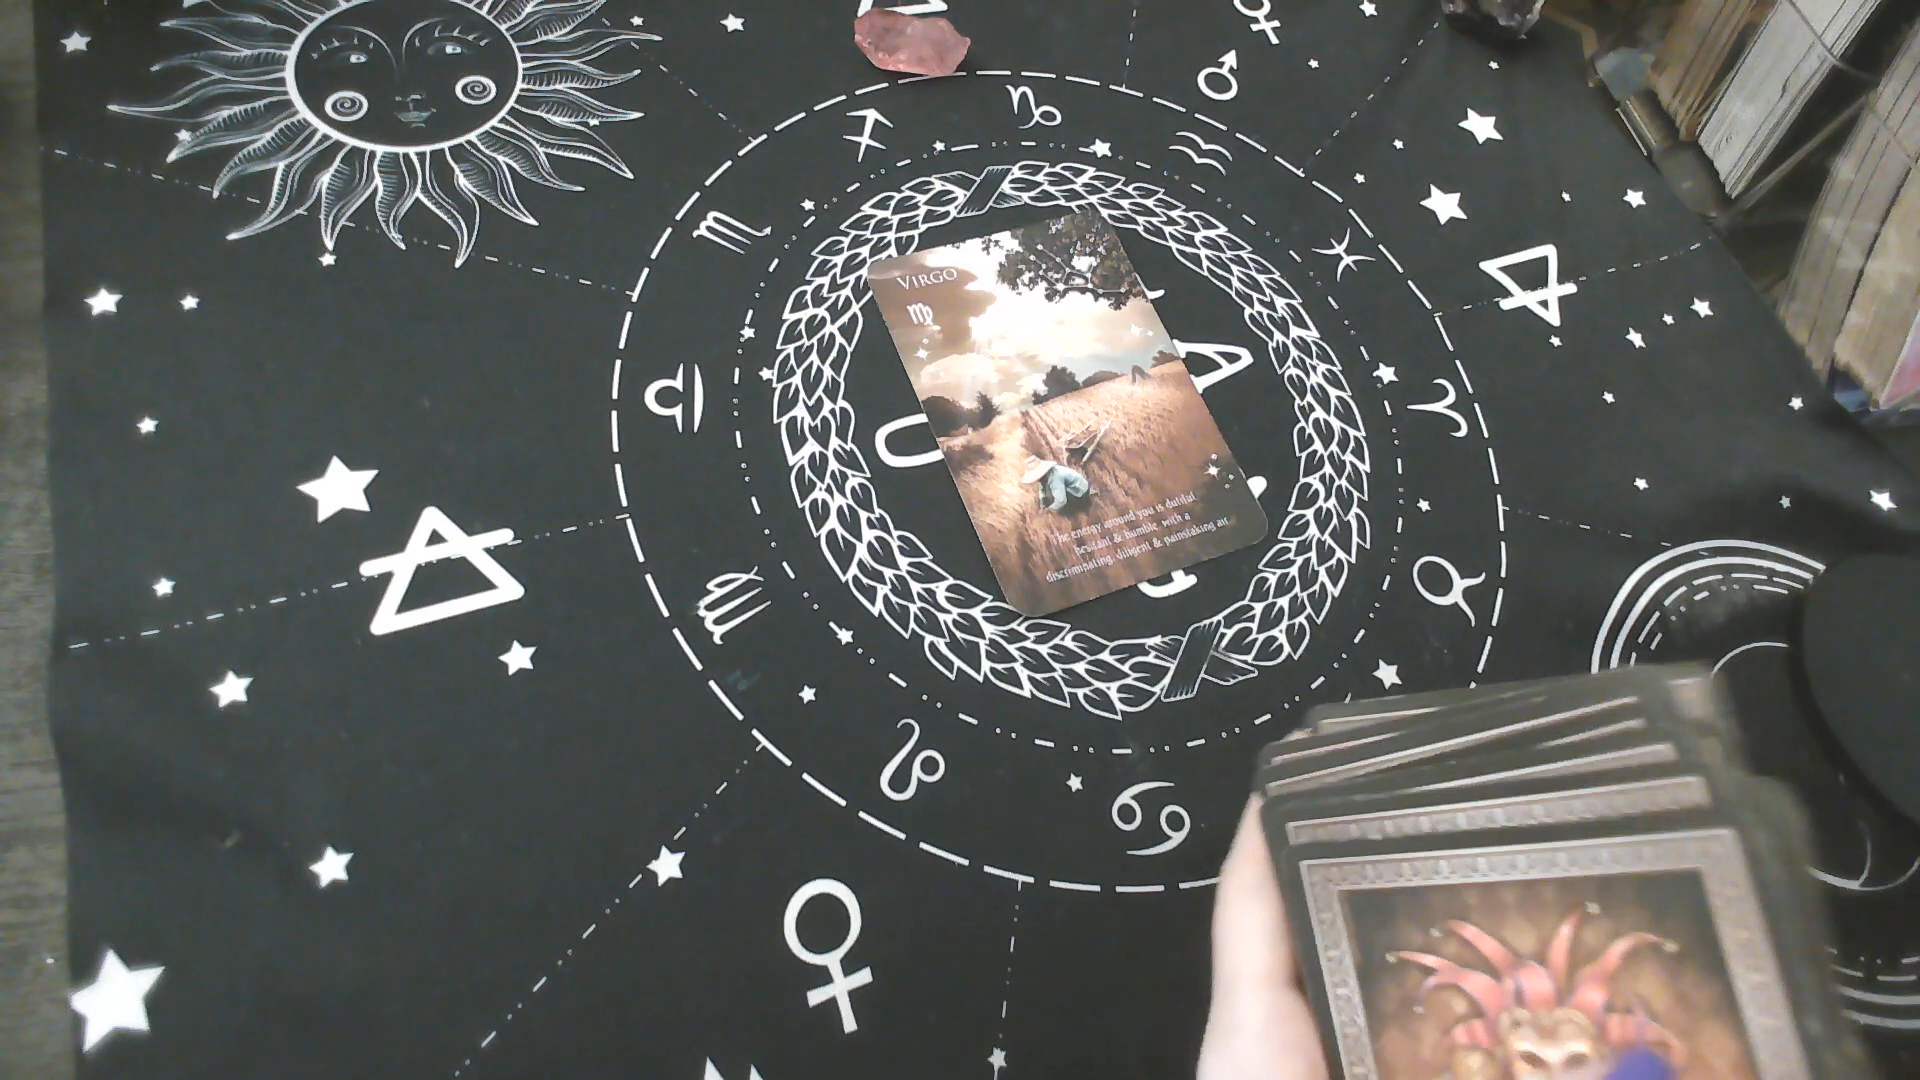 VIRGO
The energy around you is dutiful,
hesitant & humble, with a
discriminating, diligent & painstaking air.